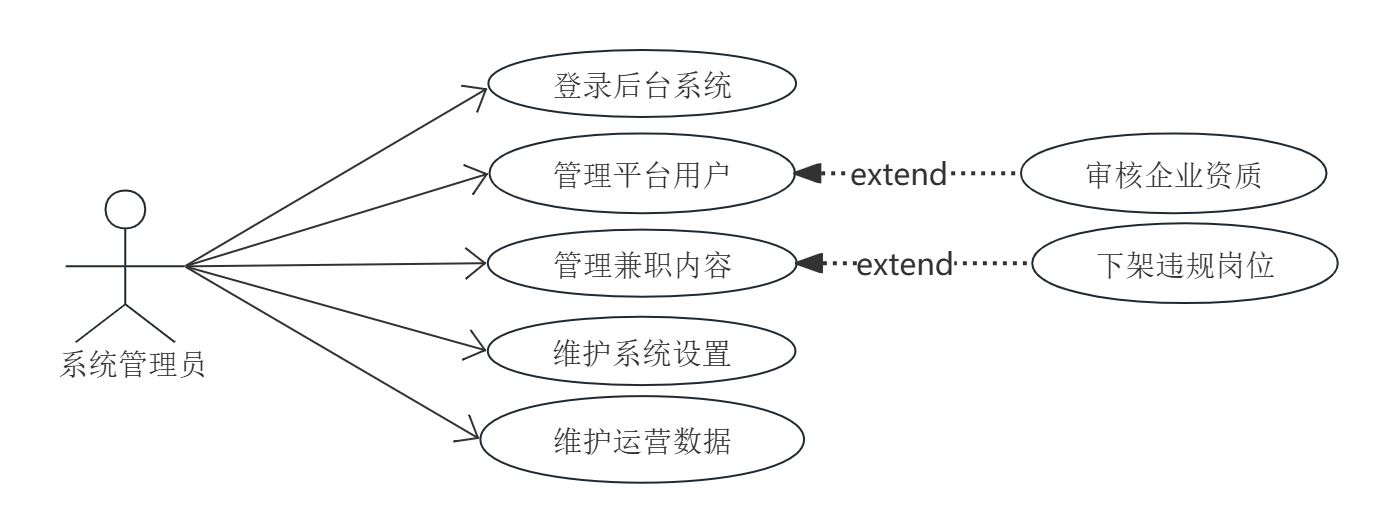 登录后台系统
管理平台用户
extend
审核企业资质
管理兼职内容
extend
下架违规岗位
系统管理员
维护系统设置
维护运营数据